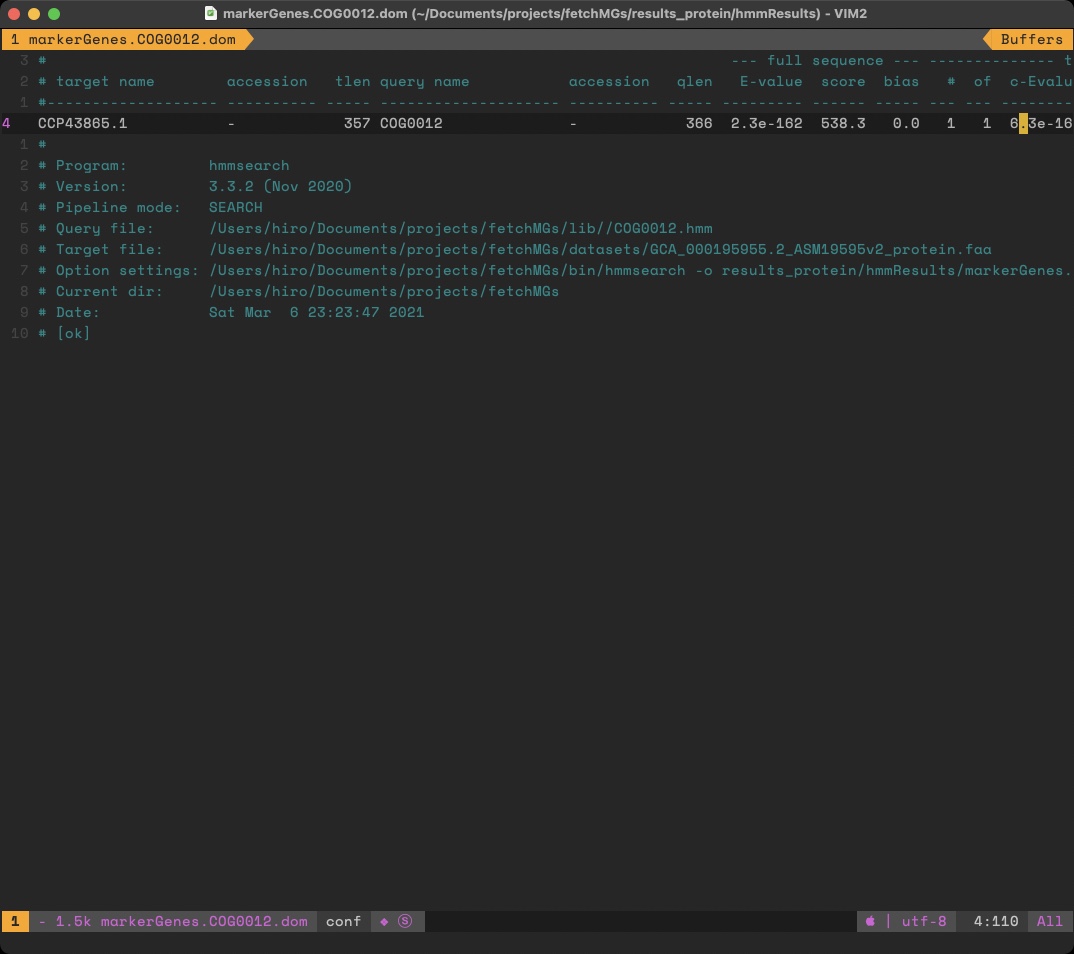 markerGenes.COG0012.dom (~/Documents/projects/fetchMGs/results_protein/hmmResults) - VIM2
1 markerGenes.COG0012.dom Buffers
3 # --- full sequence --- -------------- t
2 # target name accession tlen query name accession qlen E-value score bias # of c-Evalu
1 #------------------- ---------- ----- -------------------- ---------- ----- --------- ------ ----- --- --- --------
4 CCP43865.1 - 357 COG0012 - 366 2.3e-162 538.3 0.0 1 1 6.3e-16
1 #
2 # Program: hmmsearch
3 # Version: 3.3.2 (Nov 2020)
4 # Pipeline mode: SEARCH
5 # Query file: /Users/hiro/Documents/projects/fetchMGs/lib//COG0012.hmm
6 # Target file: /Users/hiro/Documents/projects/fetchMGs/datasets/GCA_000195955.2_ASM19595v2_protein.faa
7 # Option settings: /Users/hiro/Documents/projects/fetchMGs/bin/hmmsearch -o results_protein/hmmResults/markerGenes.
8 # Current dir: /Users/hiro/Documents/projects/fetchMGs
9 # Date: Sat Mar 6 23:23:47 2021
10 # [ok]
1 - 1.5k markerGenes.COG0012.dom conf ◆ Ⓢ | utf-8 4:110 All